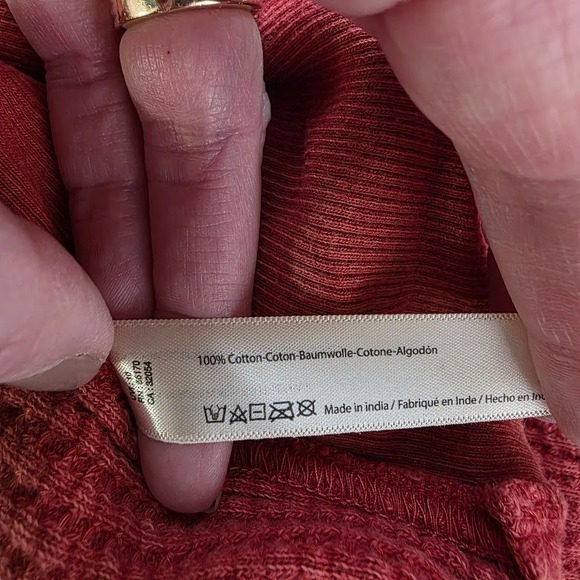 100% Cotton-Coton-Baumwolle-Cotone-Algodón
Made in india / Fabriqué en Inde / Hecho en
CA: 32054